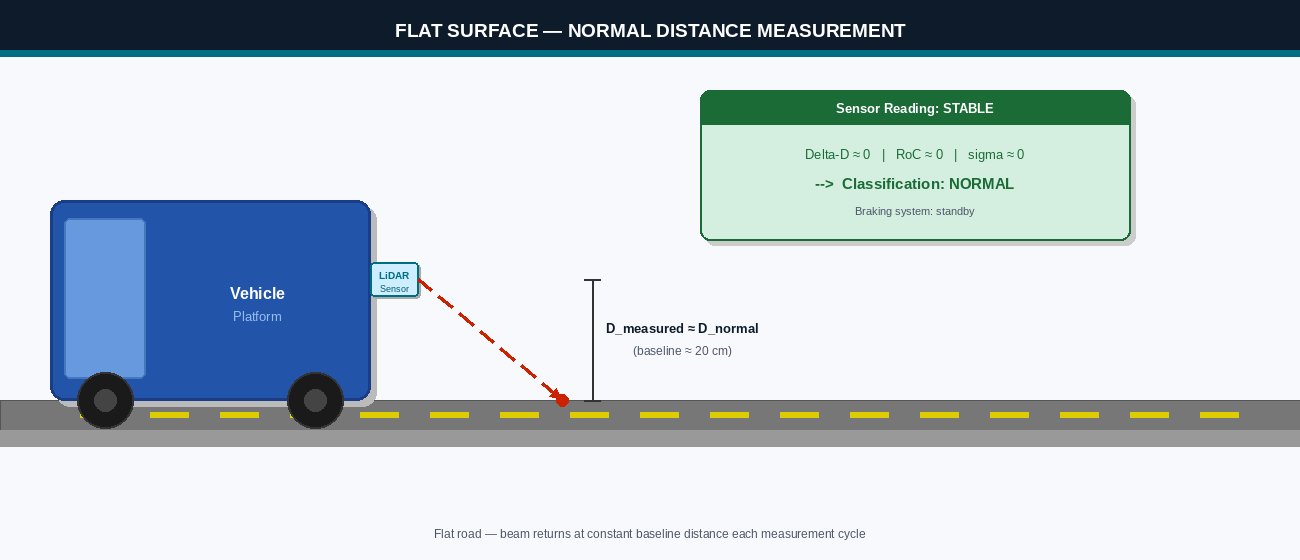 FLAT SURFACE — NORMAL DISTANCE MEASUREMENT
Sensor Reading: STABLE
Delta-D ≈ 0   |   RoC ≈ 0   |   sigma ≈ 0
-->  Classification: NORMAL
Braking system: standby
LiDAR
Sensor
Vehicle
Platform
D_measured ≈ D_normal
(baseline ≈ 20 cm)
Flat road — beam returns at constant baseline distance each measurement cycle